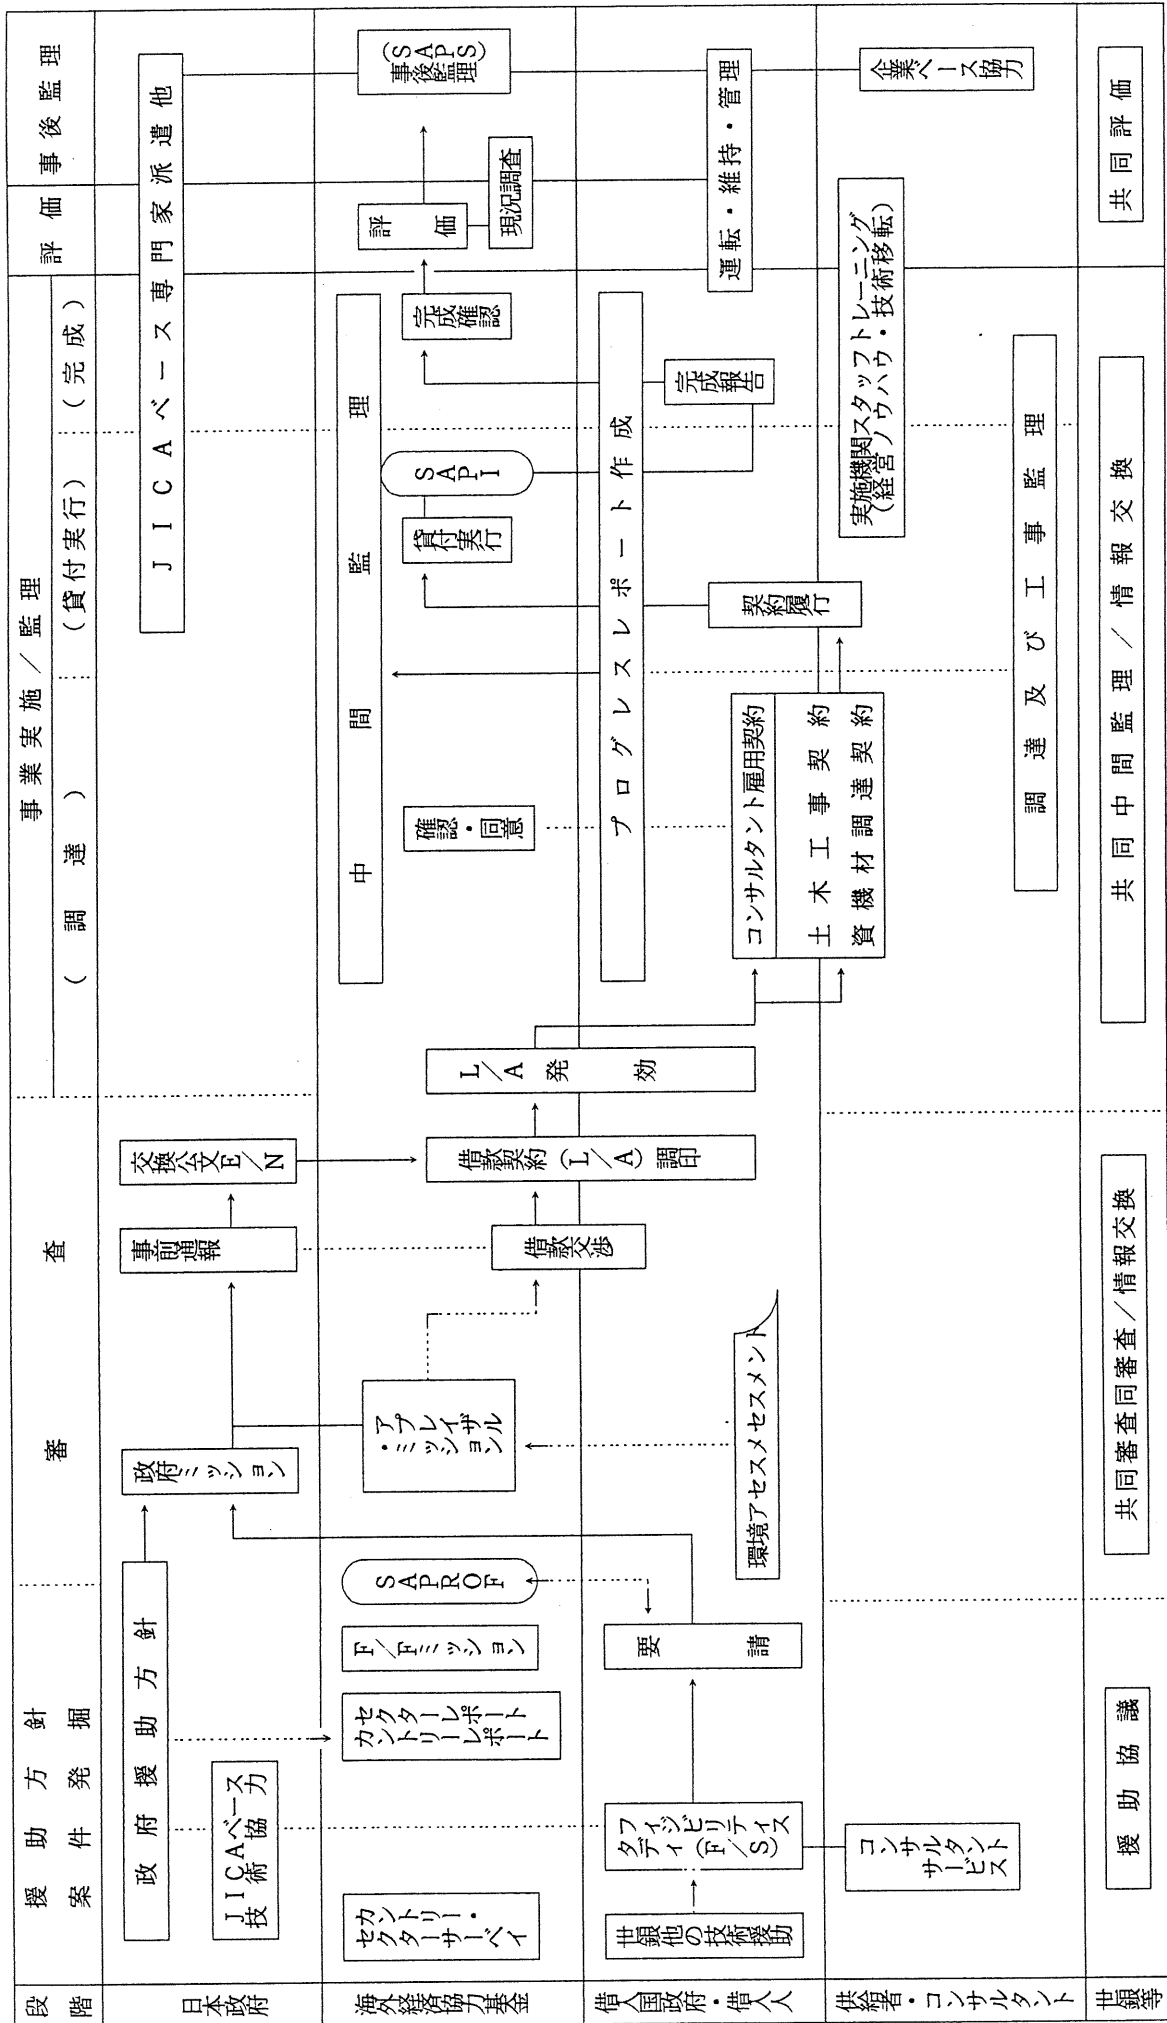 段階
援助方針
案件発掘
審査
事業実施／監理
（調達）
（貸付実行）
（完成）
評価
事後監理
日本政府
政府援助方針
JICAベース
技術協力
政府ミッション
事前通報
交換公文E／N
JICAベース専門家派遣他
海外経済協力基金
カントリー・
セクターサーベイ
セクターレポート
カントリーレポート
F／Fミッション
SAPROF
アプレイザル
・ミッション
借款交渉
借款契約（L／A）調印
L／A発効
中間監理
確認・同意
貸付実行
SAPI
完成確認
評価
現況調査
（SAPS）
事後監理
借入国政府・借入人
世銀他の技術援助
フィジビリティス
タディ（F／S）
要請
環境アセスメセスメント
プログレスレポート作成
コンサルタント雇用契約
土木工事契約
資機材調達契約
契約履行
完成報告
運転・維持・管理
供給者・コンサルタント
コンサルタント
サービス
実施機関スタッフトレーニング
（経営ノウハウ・技術移転）
調達及び工事監理
企業ベース
協力
世銀等
援助協議
共同審査同審査／情報交換
共同中間監理／情報交換
共同評価